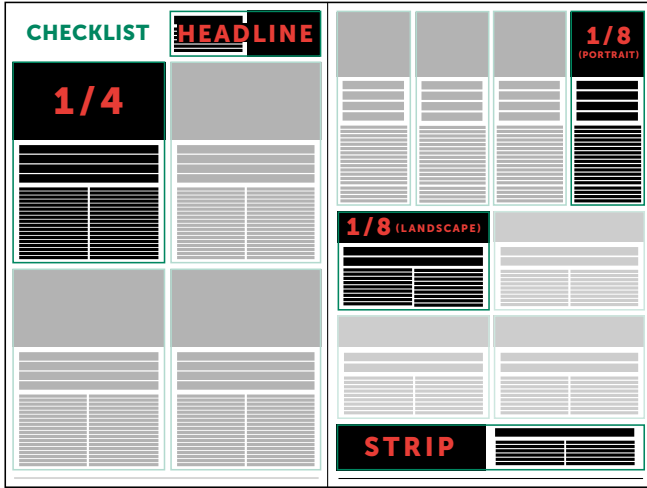 CHECKLIST
HEADLINE
1/4
1/8
(PORTRAIT)
1/8 (LANDSCAPE)
STRIP